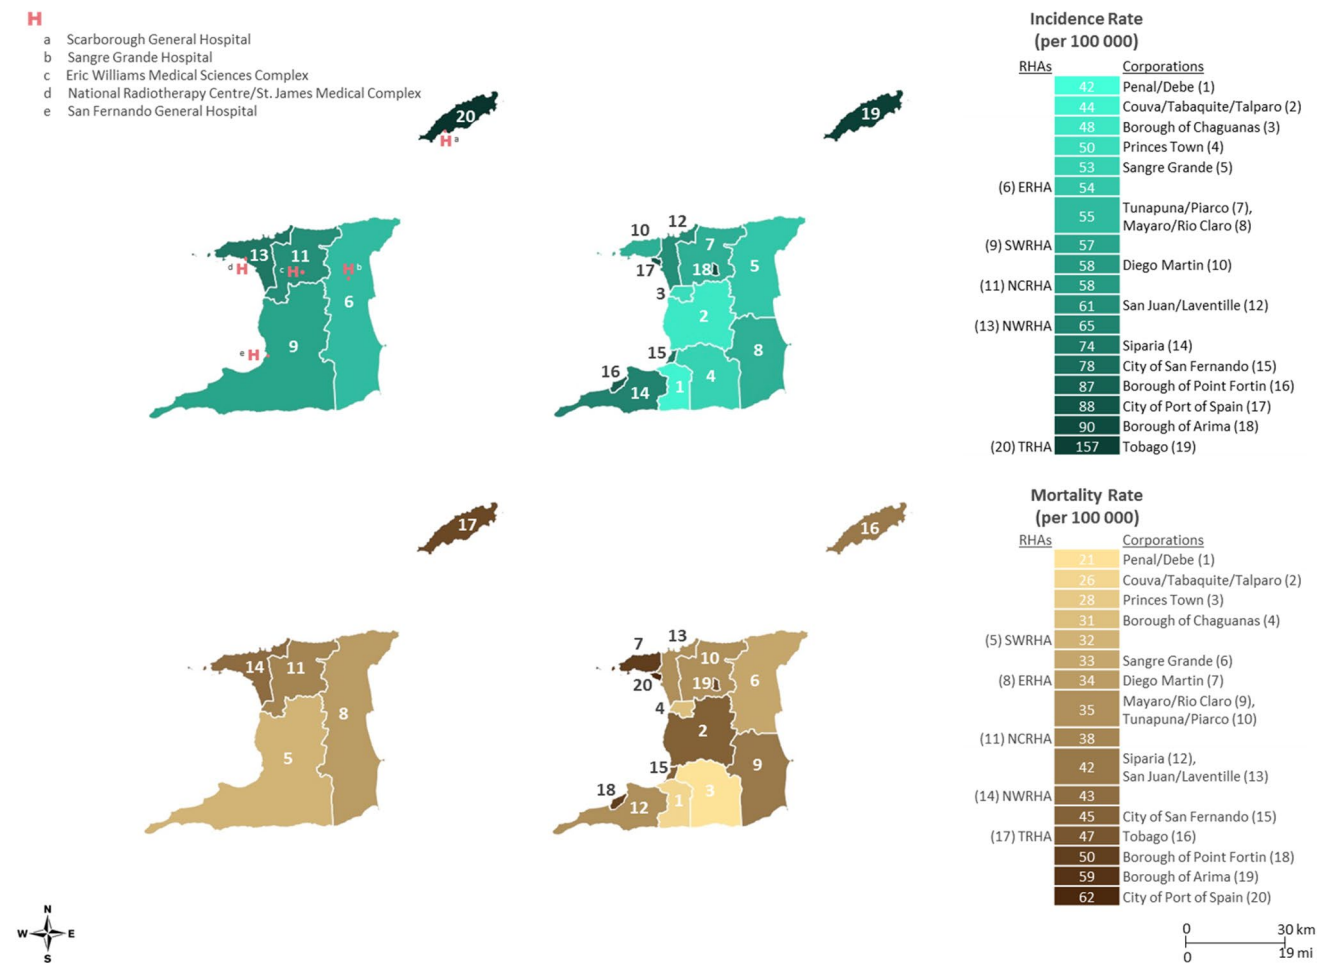 H
a Scarborough General Hospital
b Sangre Grande Hospital
c Eric Williams Medical Sciences Complex
d National Radiotherapy Centre/St. James Medical Complex
e San Fernando General Hospital
20
H a
13
11
d H
c H
H b
6
9
e H
19
10
12
7
17
18
5
3
2
15
8
16
14
1
4
Incidence Rate
(per 100 000)
RHAs Corporations
42 Penal/Debe (1)
44 Couva/Tabaquite/Talparo (2)
48 Borough of Chaguanas (3)
50 Princes Town (4)
53 Sangre Grande (5)
(6) ERHA 54
55 Tunapuna/Piarco (7),
Mayaro/Rio Claro (8)
(9) SWRHA 57
58 Diego Martin (10)
(11) NCRHA 58
61 San Juan/Laventille (12)
(13) NWRHA 65
74 Siparia (14)
78 City of San Fernando (15)
87 Borough of Point Fortin (16)
88 City of Port of Spain (17)
90 Borough of Arima (18)
(20) TRHA 157 Tobago (19)
17
14
11
8
5
16
7
13
10
20
19
6
4
2
15
9
18
12
1
3
Mortality Rate
(per 100 000)
RHAs Corporations
21 Penal/Debe (1)
26 Couva/Tabaquite/Talparo (2)
28 Princes Town (3)
31 Borough of Chaguanas (4)
(5) SWRHA 32
33 Sangre Grande (6)
(8) ERHA 34 Diego Martin (7)
35 Mayaro/Rio Claro (9),
Tunapuna/Piarco (10)
(11) NCRHA 38
42 Siparia (12),
San Juan/Laventille (13)
(14) NWRHA 43
45 City of San Fernando (15)
(17) TRHA 47 Tobago (16)
50 Borough of Point Fortin (18)
59 Borough of Arima (19)
62 City of Port of Spain (20)
N
W E
S
0 30 km
0 19 mi